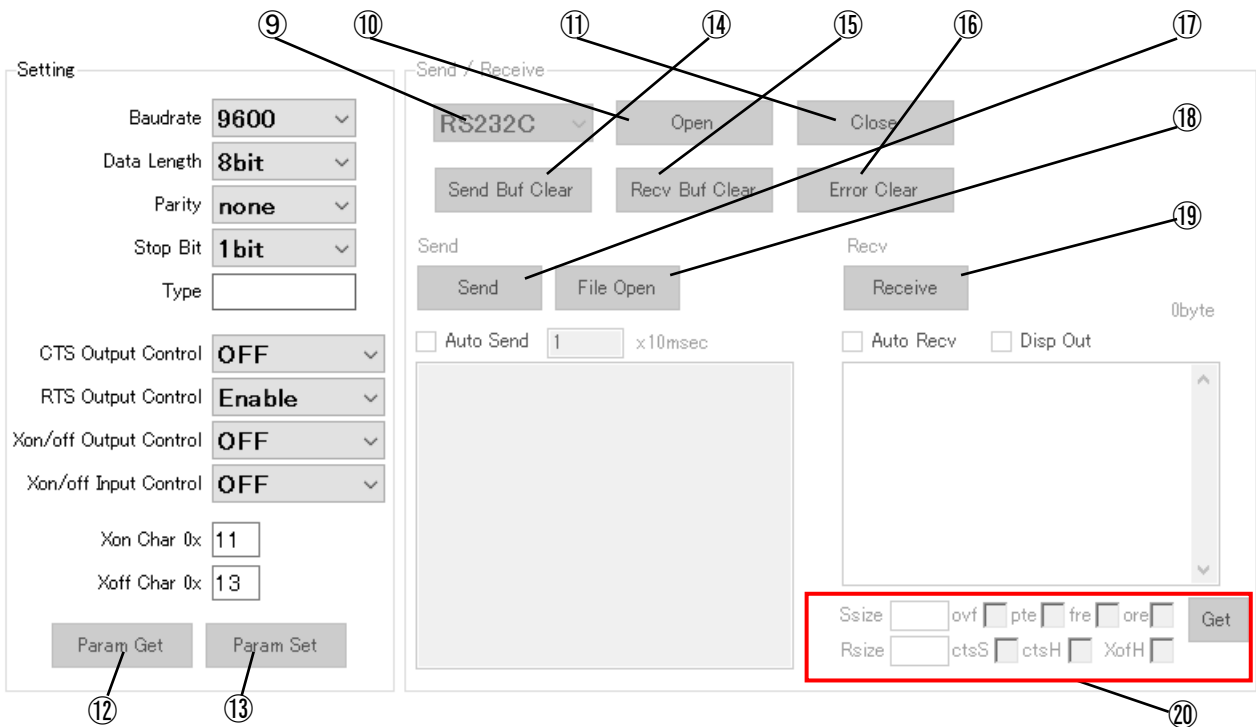 ⑨ ⑩ ⑪ ⑭ ⑮ ⑯ ⑰
Setting
Baudrate 9600
Data Length 8bit
Parity none
Stop Bit 1bit
Type
CTS Output Control OFF
RTS Output Control Enable
Xon/off Output Control OFF
Xon/off Input Control OFF
Xon Char 0x 11
Xoff Char 0x 13
Param Get Param Set
⑫ ⑬
Send / Receive
RS232C Open Close
⑱
Send Buf Clear Recv Buf Clear Error Clear
⑲
Send
Send File Open
Auto Send 1 x10msec
Recv
Receive
0byte
Auto Recv Disp Out
Ssize ovf pte fre ore Get
Rsize ctsS ctsH XofH
⑳